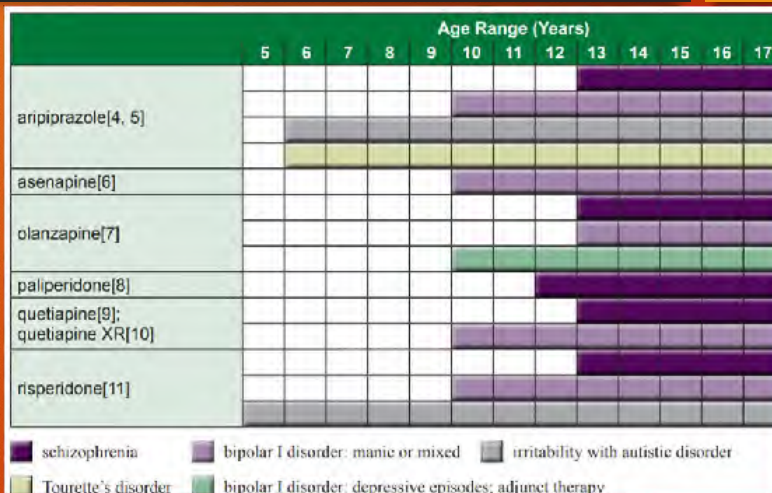 Age Range (Years)
5 6 7 8 9 10 11 12 13 14 15 16 17
aripiprazole[4, 5]
asenapine[6]
olanzapine[7]
paliperidone[8]
quetiapine[9];
quetiapine XR[10]
risperidone[11]
schizophrenia bipolar I disorder: manic or mixed irritability with autistic disorder
Tourette's disorder bipolar I disorder: depressive episodes; adjunct therapy